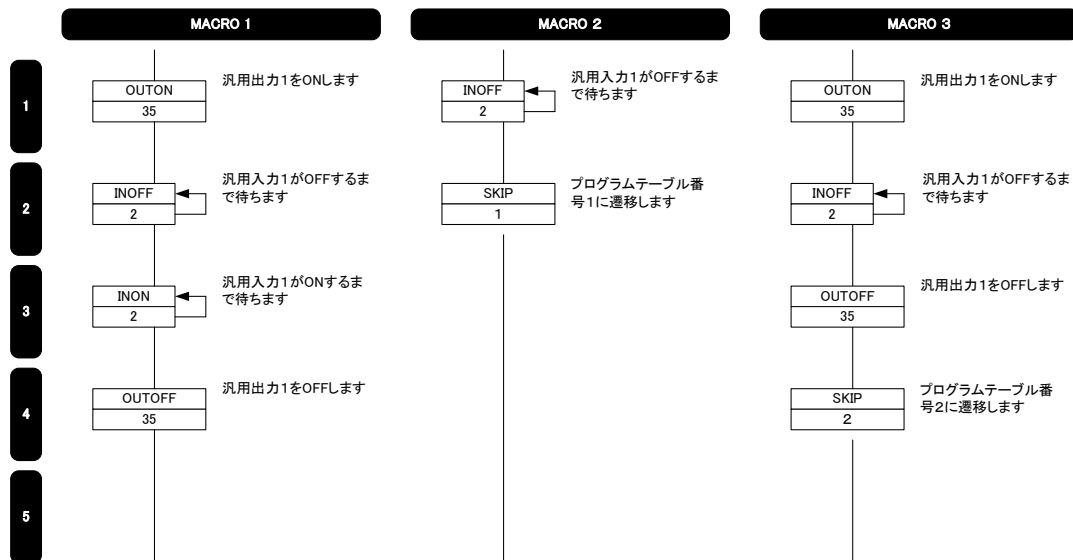 MACRO 1
MACRO 2
MACRO 3
1
OUTON
35
汎用出力1をONします
INOFF
2
汎用入力1がOFFするま
で待ちます
OUTON
35
汎用出力1をONします
2
INOFF
2
汎用入力1がOFFするま
で待ちます
SKIP
1
プログラムテーブル番
号1に遷移します
INOFF
2
汎用入力1がOFFするま
で待ちます
3
INON
2
汎用入力1がONするま
で待ちます
OUTOFF
35
汎用出力1をOFFします
4
OUTOFF
35
汎用出力1をOFFします
SKIP
2
プログラムテーブル番
号2に遷移します
5